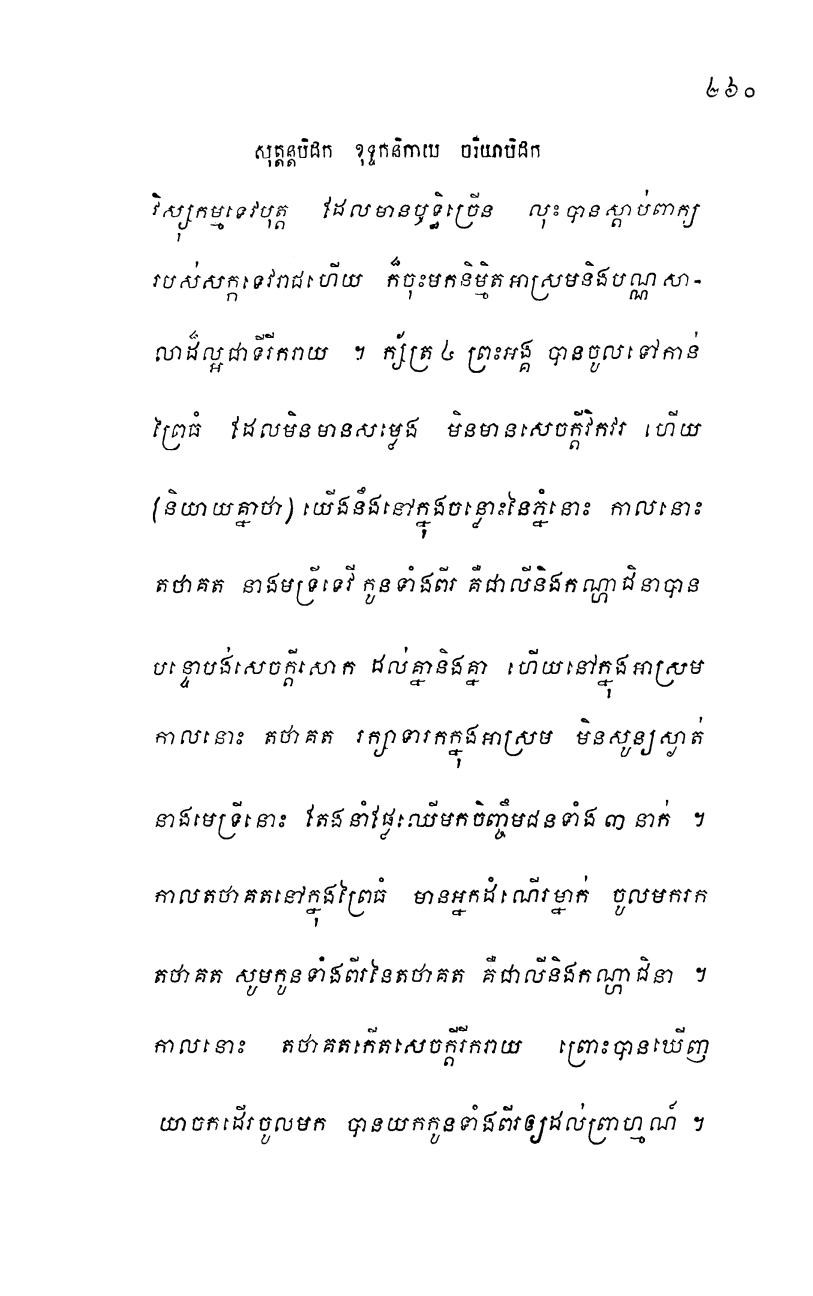 ២៦០
សុត្តន្តបិដក ខុទ្ទកនិកាយ ចរិយាបិដក
វិស្សុកម្មទេវបុត្ត ដែលមានឫទ្ធិច្រើន លុះបានស្តាប់ពាក្យ
របស់សក្កទេវរាជហើយ ក៏ចុះមកនិម្មិតអាស្រមនិងបណ្ណសា-
លាដ៏ល្អជាទីរីករាយ ។ ក្ស័ត្រ ៤ ព្រះអង្គ បានចូលទៅកាន់
ព្រៃធំ ដែលមិនមានសម្លេង មិនមានសេចក្តីវិកវរ ហើយ
(និយាយគ្នាថា) យើងនឹងនៅក្នុងចន្លោះនៃភ្នំនោះ កាលនោះ
តថាគត នាងមទ្រីទេវី កូនទាំងពីរ គឺជាលីនិងកណ្ហាជិនាបាន
បន្ទោបង់សេចក្តីសោក ដល់គ្នានិងគ្នា ហើយនៅក្នុងអាស្រម
កាលនោះ តថាគត រក្សាទារកក្នុងអាស្រម មិនសូន្យស្លាត់
នាងមេទ្រីនោះ តែងនាំផ្លែឈើមកចិញ្ចឹមជនទាំង ៣ នាក់ ។
កាលតថាគតនៅក្នុងព្រៃធំ មានអ្នកដំណើរម្នាក់ ចូលមករក
តថាគត សូមកូនទាំងពីរនៃតថាគត គឺជាលីនិងកណ្ហាជិនា ។
កាលនោះ តថាគតកើតសេចក្តីរីករាយ ព្រោះបានឃើញ
យាចកដើរចូលមក បានយកកូនទាំងពីរឲ្យដល់ព្រាហ្មណ៍ ។